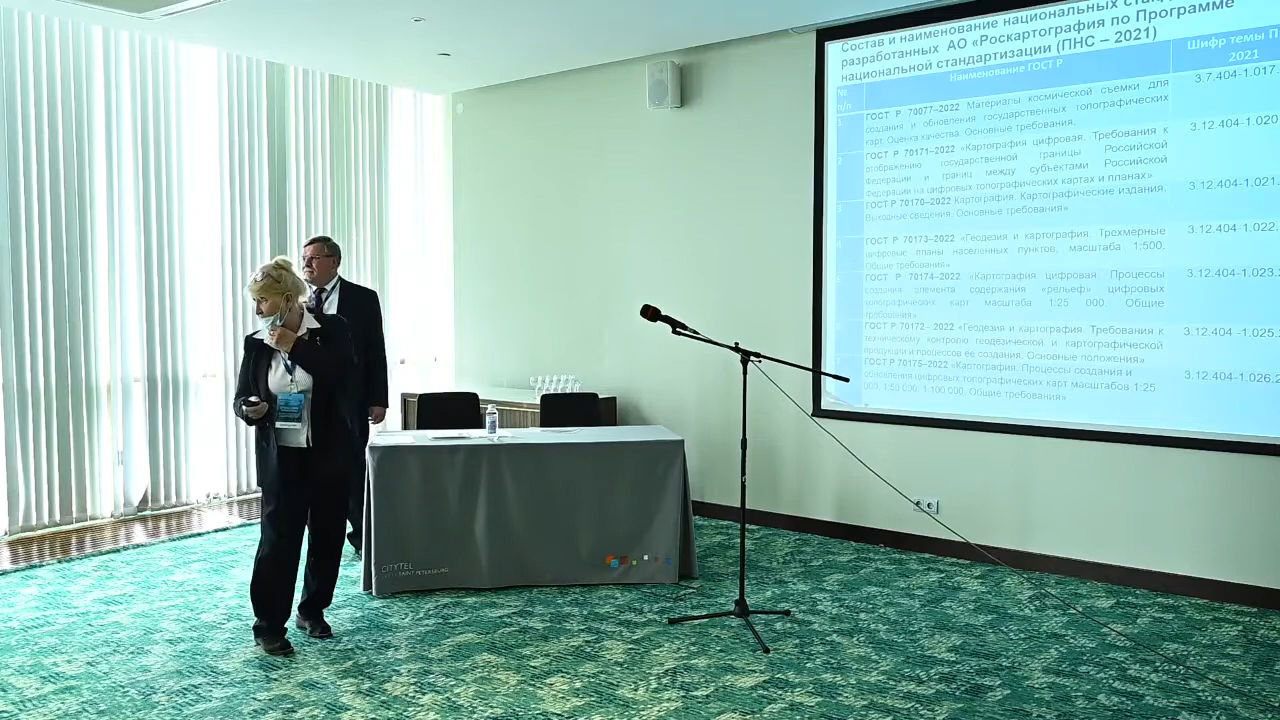 Состав и наименование национальных
разработанных АО «Роскартография по Программе
национальной стандартизации (ПНС – 2021)
№
п/п
Наименование ГОСТ Р
Шифр темы
2021
1
ГОСТ Р 70077–2022 Материалы космической съемки для
создания и обновления государственных топографических
карт. Оценка качества. Основные требования.
3.7.404-1.017.
2
ГОСТ Р 70171–2022 «Картография цифровая. Требования к
отображению государственной границы Российской
Федерации и границ между субъектами Российской
Федерации на цифровых топографических картах и планах»
3.12.404-1.020
3
ГОСТ Р 70170–2022 Картография. Картографические издания.
Выходные сведения. Основные требования»
3.12.404-1.021.
4
ГОСТ Р 70173–2022 «Геодезия и картография. Трехмерные
цифровые планы населенных пунктов, масштаба 1:500.
Общие требования»
3.12.404-1.022.
5
ГОСТ Р 70174–2022 «Картография цифровая. Процессы
создания элемента содержания «рельеф» цифровых
топографических карт масштаба 1:25 000. Общие
требования»
3.12.404-1.023.
ГОСТ Р 70172– 2022 «Геодезия и картография. Требования к
техническому контролю геодезической и картографической
продукции и процессов ее создания. Основные положения»
3.12.404 -1.025.
ГОСТ Р 70175–2022 «Картография. Процессы создания и
обновления цифровых топографических карт масштабов 1:25
000, 1:50 000, 1:100 000. Общие требования»
3.12.404-1.026.
CITYTEL
SAINT PETERSBURG